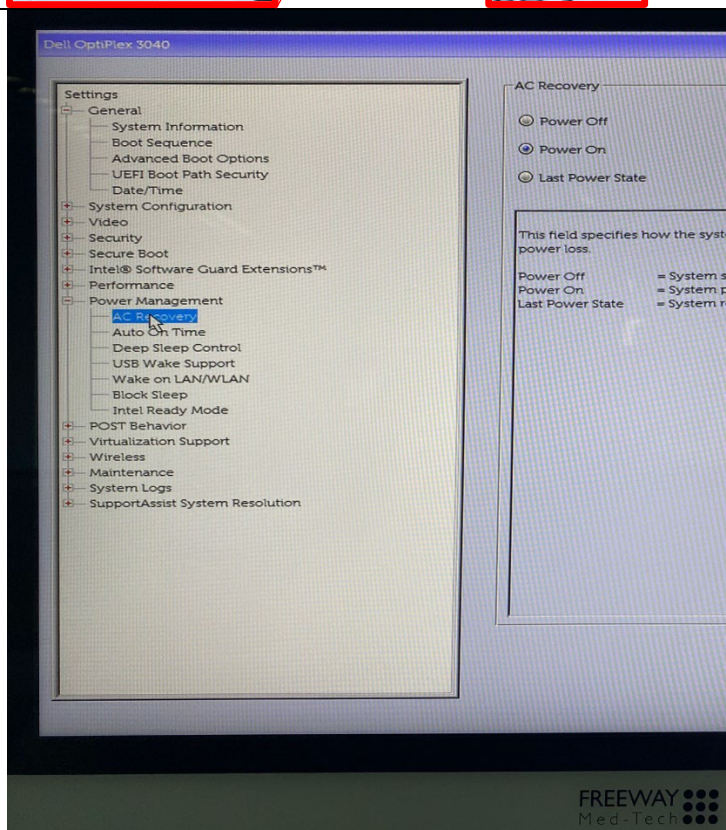 Dell OptiPlex 3040
Settings
General
System Information
Boot Sequence
Advanced Boot Options
UEFI Boot Path Security
Date/Time
System Configuration
Video
Security
Secure Boot
Intel® Software Guard Extensions™
Performance
Power Management
AC Recovery
Auto On Time
Deep Sleep Control
USB Wake Support
Wake on LAN/WLAN
Block Sleep
Intel Ready Mode
POST Behavior
Virtualization Support
Wireless
Maintenance
System Logs
SupportAssist System Resolution
AC Recovery
Power Off
Power On
Last Power State
This field specifies how the
power loss.
Power Off = System
Power On = System
Last Power State = System
FREEWAY
Med-Tech